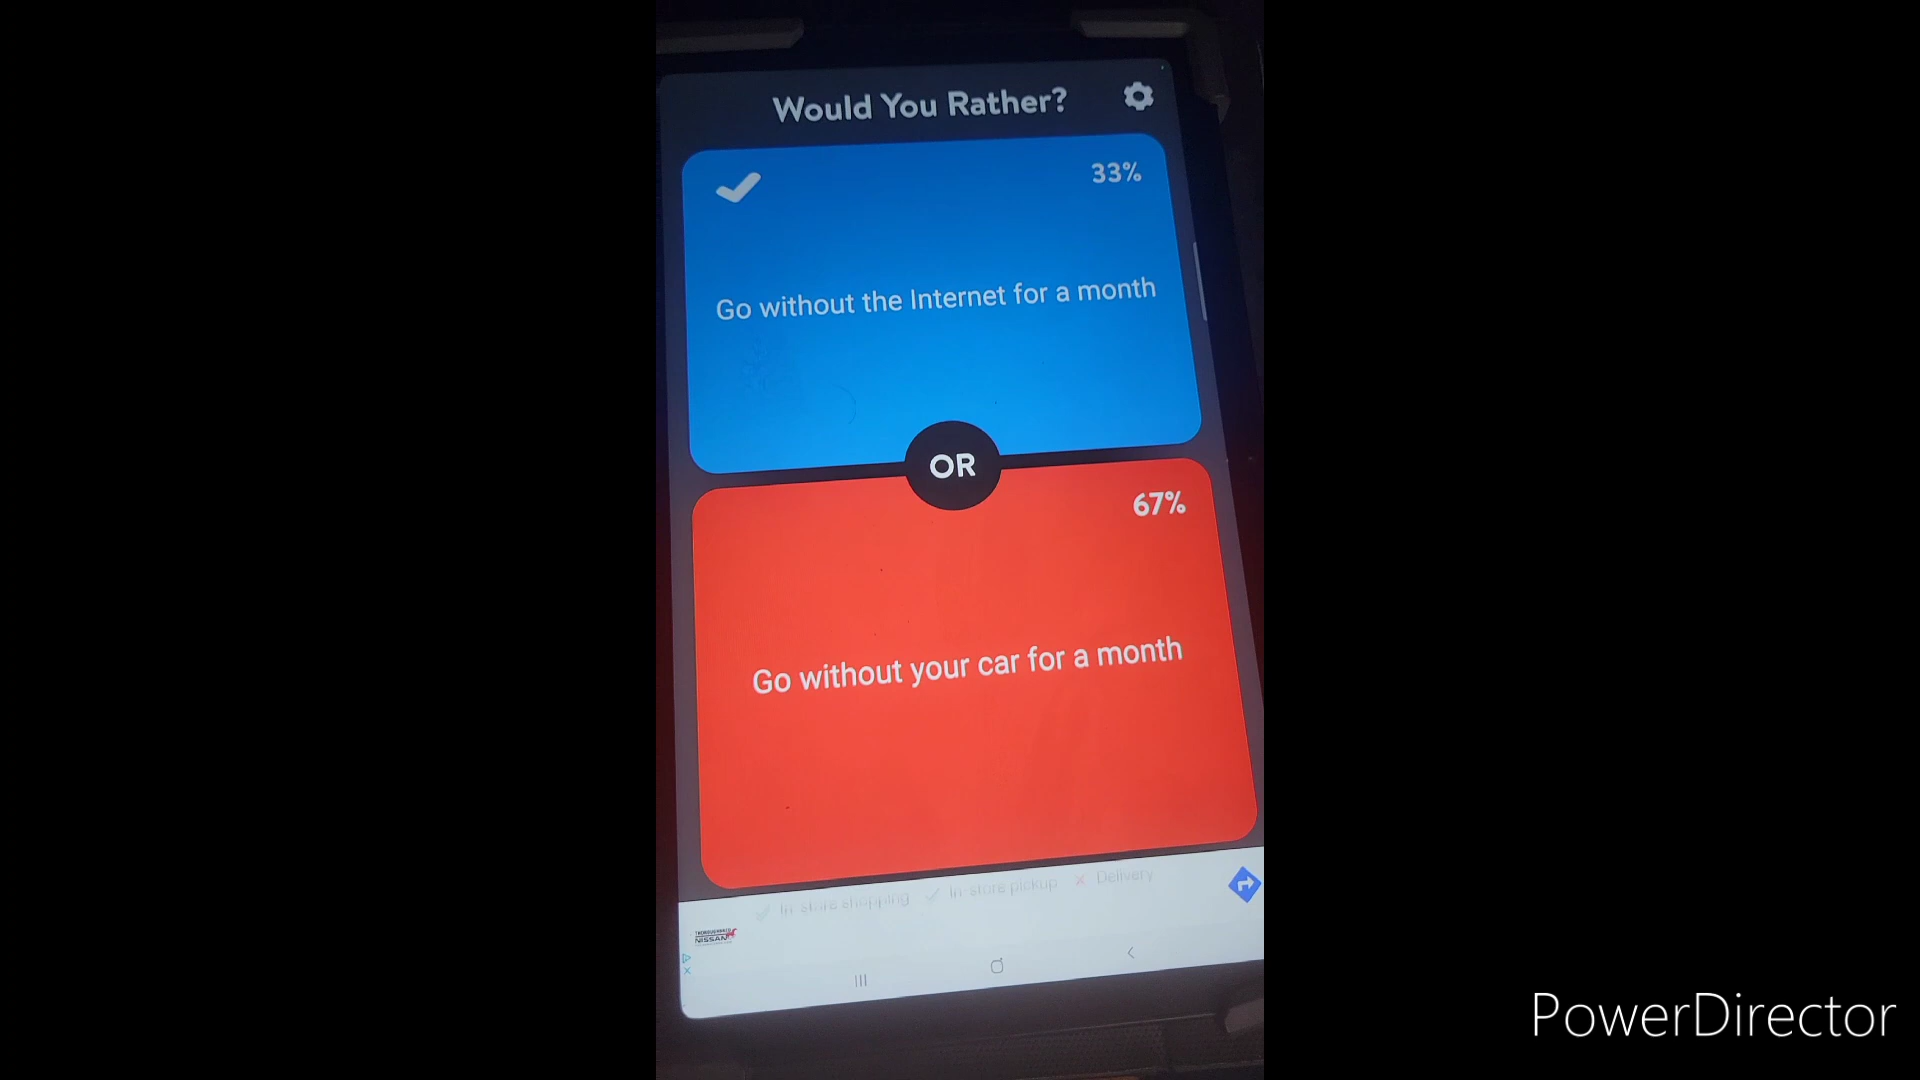 Would You Rather?
33%
Go without the Internet for a month
OR
67%
Go without your car for a month
In-store shopping In-store pickup Delivery
NISSAN
PowerDirector